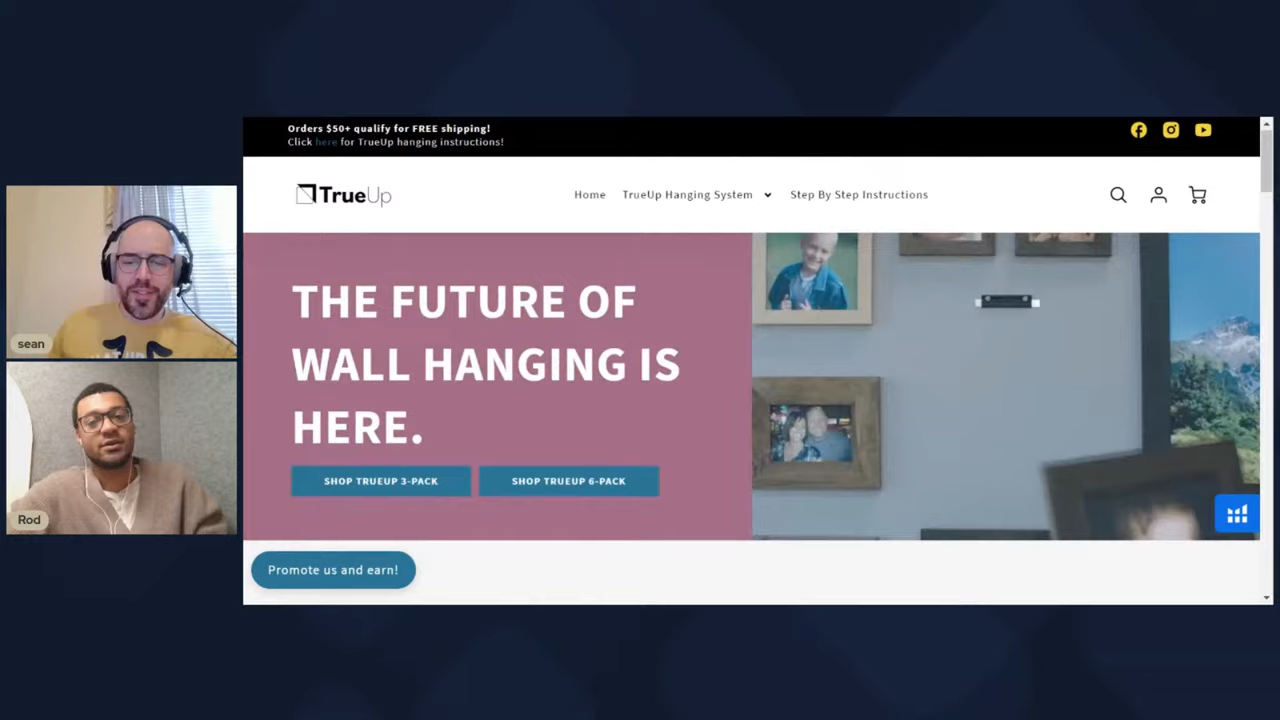 Orders $50+ qualify for FREE shipping!
Click here for TrueUp hanging instructions!
TrueUp
Home TrueUp Hanging System Step By Step Instructions
THE FUTURE OF
WALL HANGING IS
HERE.
SHOP TRUEUP 3-PACK SHOP TRUEUP 6-PACK
Promote us and earn!
sean
Rod